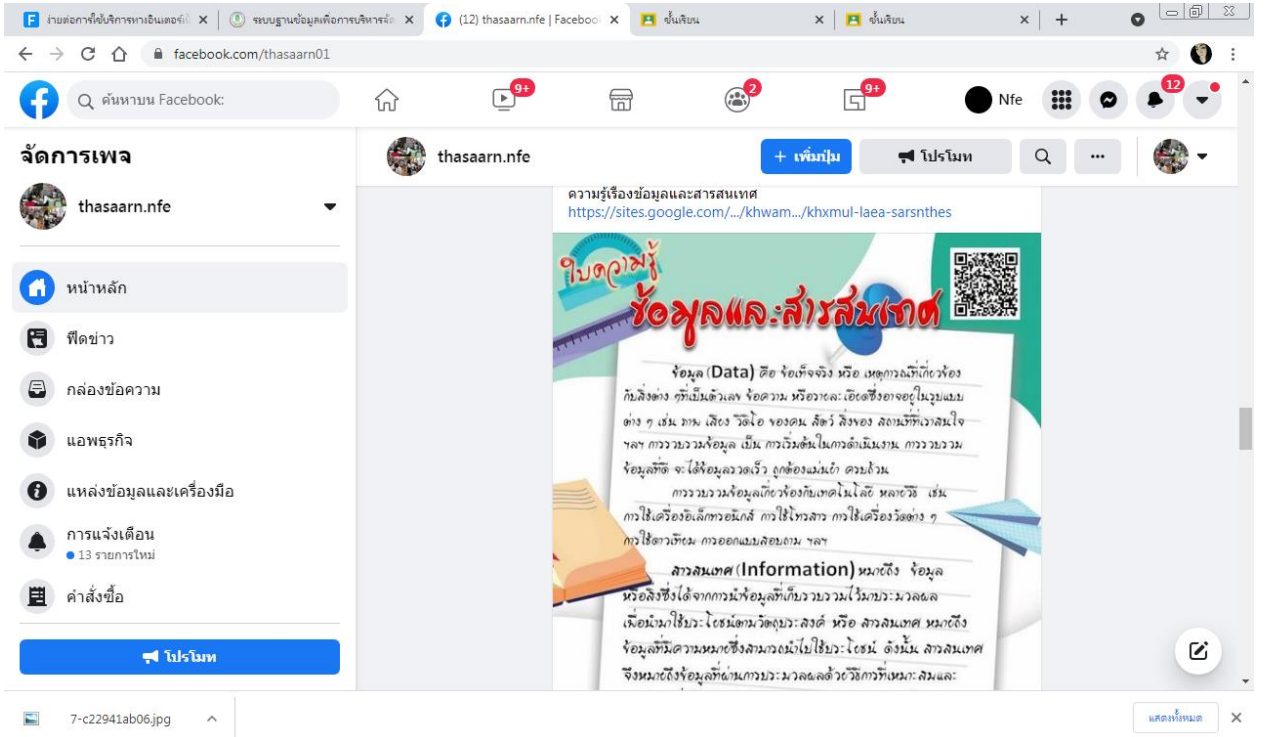 ง่ายต่อการใช้บริการทางอินเตอร์เ
ระบบฐานข้อมูลเพื่อการบริหารจัด
(12) thasaarn.nfe | Facebook
ชั้นเรียน
ชั้นเรียน
facebook.com/thasaarn01
ค้นหาบน Facebook:
9+
2
9+
Nfe
12
จัดการเพจ
thasaarn.nfe
หน้าหลัก
ฟีดข่าว
กล่องข้อความ
แอพธุรกิจ
แหล่งข้อมูลและเครื่องมือ
การแจ้งเตือน
13 รายการใหม่
คำสั่งซื้อ
โปรโมท
thasaarn.nfe
+ เพิ่มปุ่ม
โปรโมท
ความรู้เรื่องข้อมูลและสารสนเทศ
https://sites.google.com/.../khwam.../khxmul-laea-sarsnthes
ใบความรู้
ข้อมูลและสารสนเทศ
ข้อมูล (Data) คือ ข้อเท็จจริง หรือ เหตุการณ์ที่เกี่ยวข้อง
กับสิ่งต่าง ๆที่เป็นตัวเลข ข้อความ หรือรายละเอียดซึ่งอาจอยู่ในรูปแบบ
ต่าง ๆ เช่น ภาพ เสียง วิดีโอ ของคน สัตว์ สิ่งของ สถานที่ที่เราสนใจ
ฯลฯ การรวบรวมข้อมูล เป็น การเริ่มต้นในการดำเนินงาน การรวบรวม
ข้อมูลที่ดี จะได้ข้อมูลรวดเร็ว ถูกต้องแม่นยำ ครบถ้วน
การรวบรวมข้อมูลเกี่ยวข้องกับเทคโนโลยี หลายวิธี เช่น
การใช้เครื่องอิเล็กทรอนิกส์ การใช้โทรสาร การใช้เครื่องวัดต่าง ๆ
การใช้ดาวเทียม การออกแบบสอบถาม ฯลฯ
สารสนเทศ (Information) หมายถึง ข้อมูล
หรือสิ่งซึ่งได้จากการนำข้อมูลที่เก็บรวบรวมไว้มาประมวลผล
เพื่อนำมาใช้ประโยชน์ตามวัตถุประสงค์ หรือ สารสนเทศ หมายถึง
ข้อมูลที่มีความหมายซึ่งสามารถนำไปใช้ประโยชน์ ดังนั้น สารสนเทศ
จึงหมายถึงข้อมูลที่ผ่านการประมวลผลด้วยวิธีการที่เหมาะสมและ
7-c22941ab06.jpg
แสดงทั้งหมด